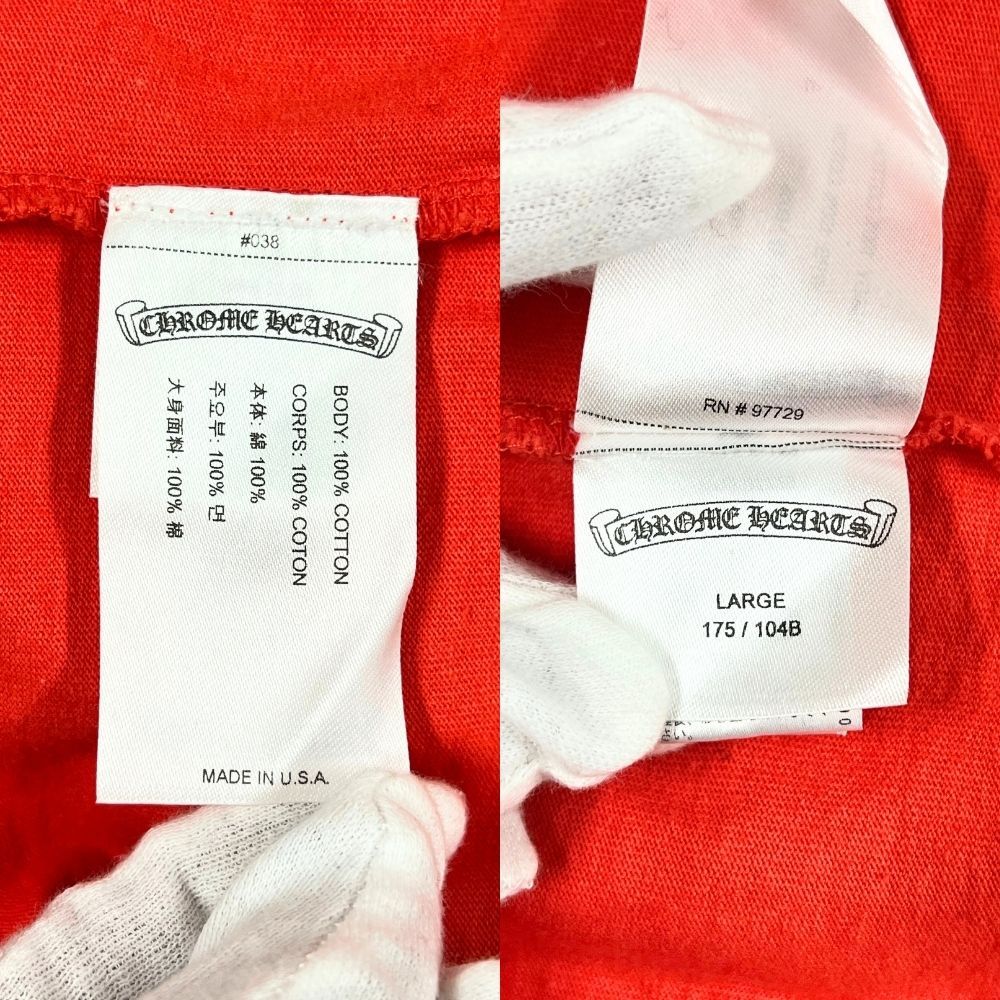 #038
CHROME HEARTS
BODY: 100% COTTON
CORPS: 100% COTON
本体: 綿 100%
주요부: 100% 면
大身面料: 100% 棉
MADE IN U.S.A.
RN # 97729
CHROME HEARTS
LARGE
175 / 104B